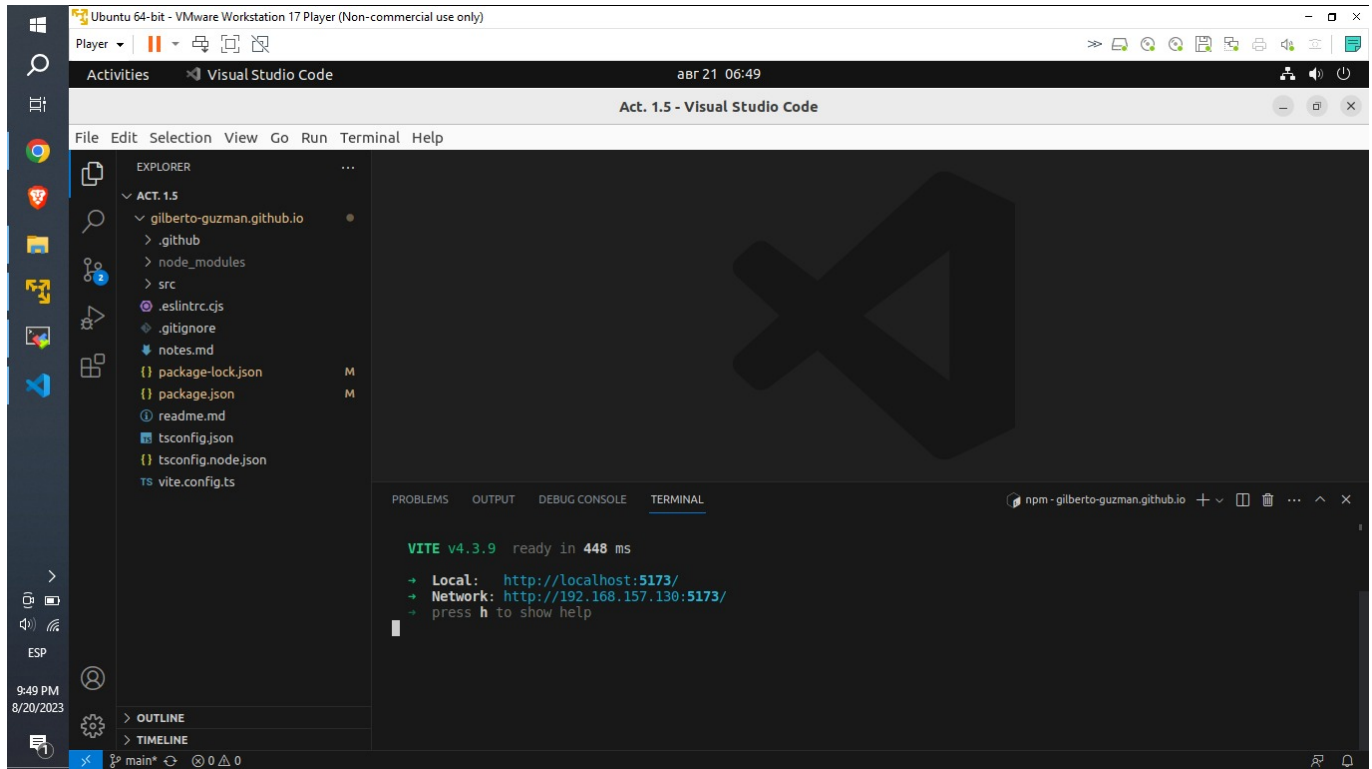 Ubuntu 64-bit - VMware Workstation 17 Player (Non-commercial use only)
Player
Activities
Visual Studio Code
авг 21 06:49
Act. 1.5 - Visual Studio Code
File Edit Selection View Go Run Terminal Help
EXPLORER
ACT. 1.5
gilberto-guzman.github.io
.github
node_modules
src
.eslintrc.cjs
.gitignore
notes.md
{} package-lock.json M
{} package.json M
readme.md
tsconfig.json
{} tsconfig.node.json
TS vite.config.ts
2
PROBLEMS OUTPUT DEBUG CONSOLE TERMINAL
npm - gilberto-guzman.github.io
VITE v4.3.9 ready in 448 ms
➜ Local: http://localhost:5173/
➜ Network: http://192.168.157.130:5173/
➜ press h to show help
OUTLINE
TIMELINE
main* 0 0
ESP
9:49 PM
8/20/2023
1